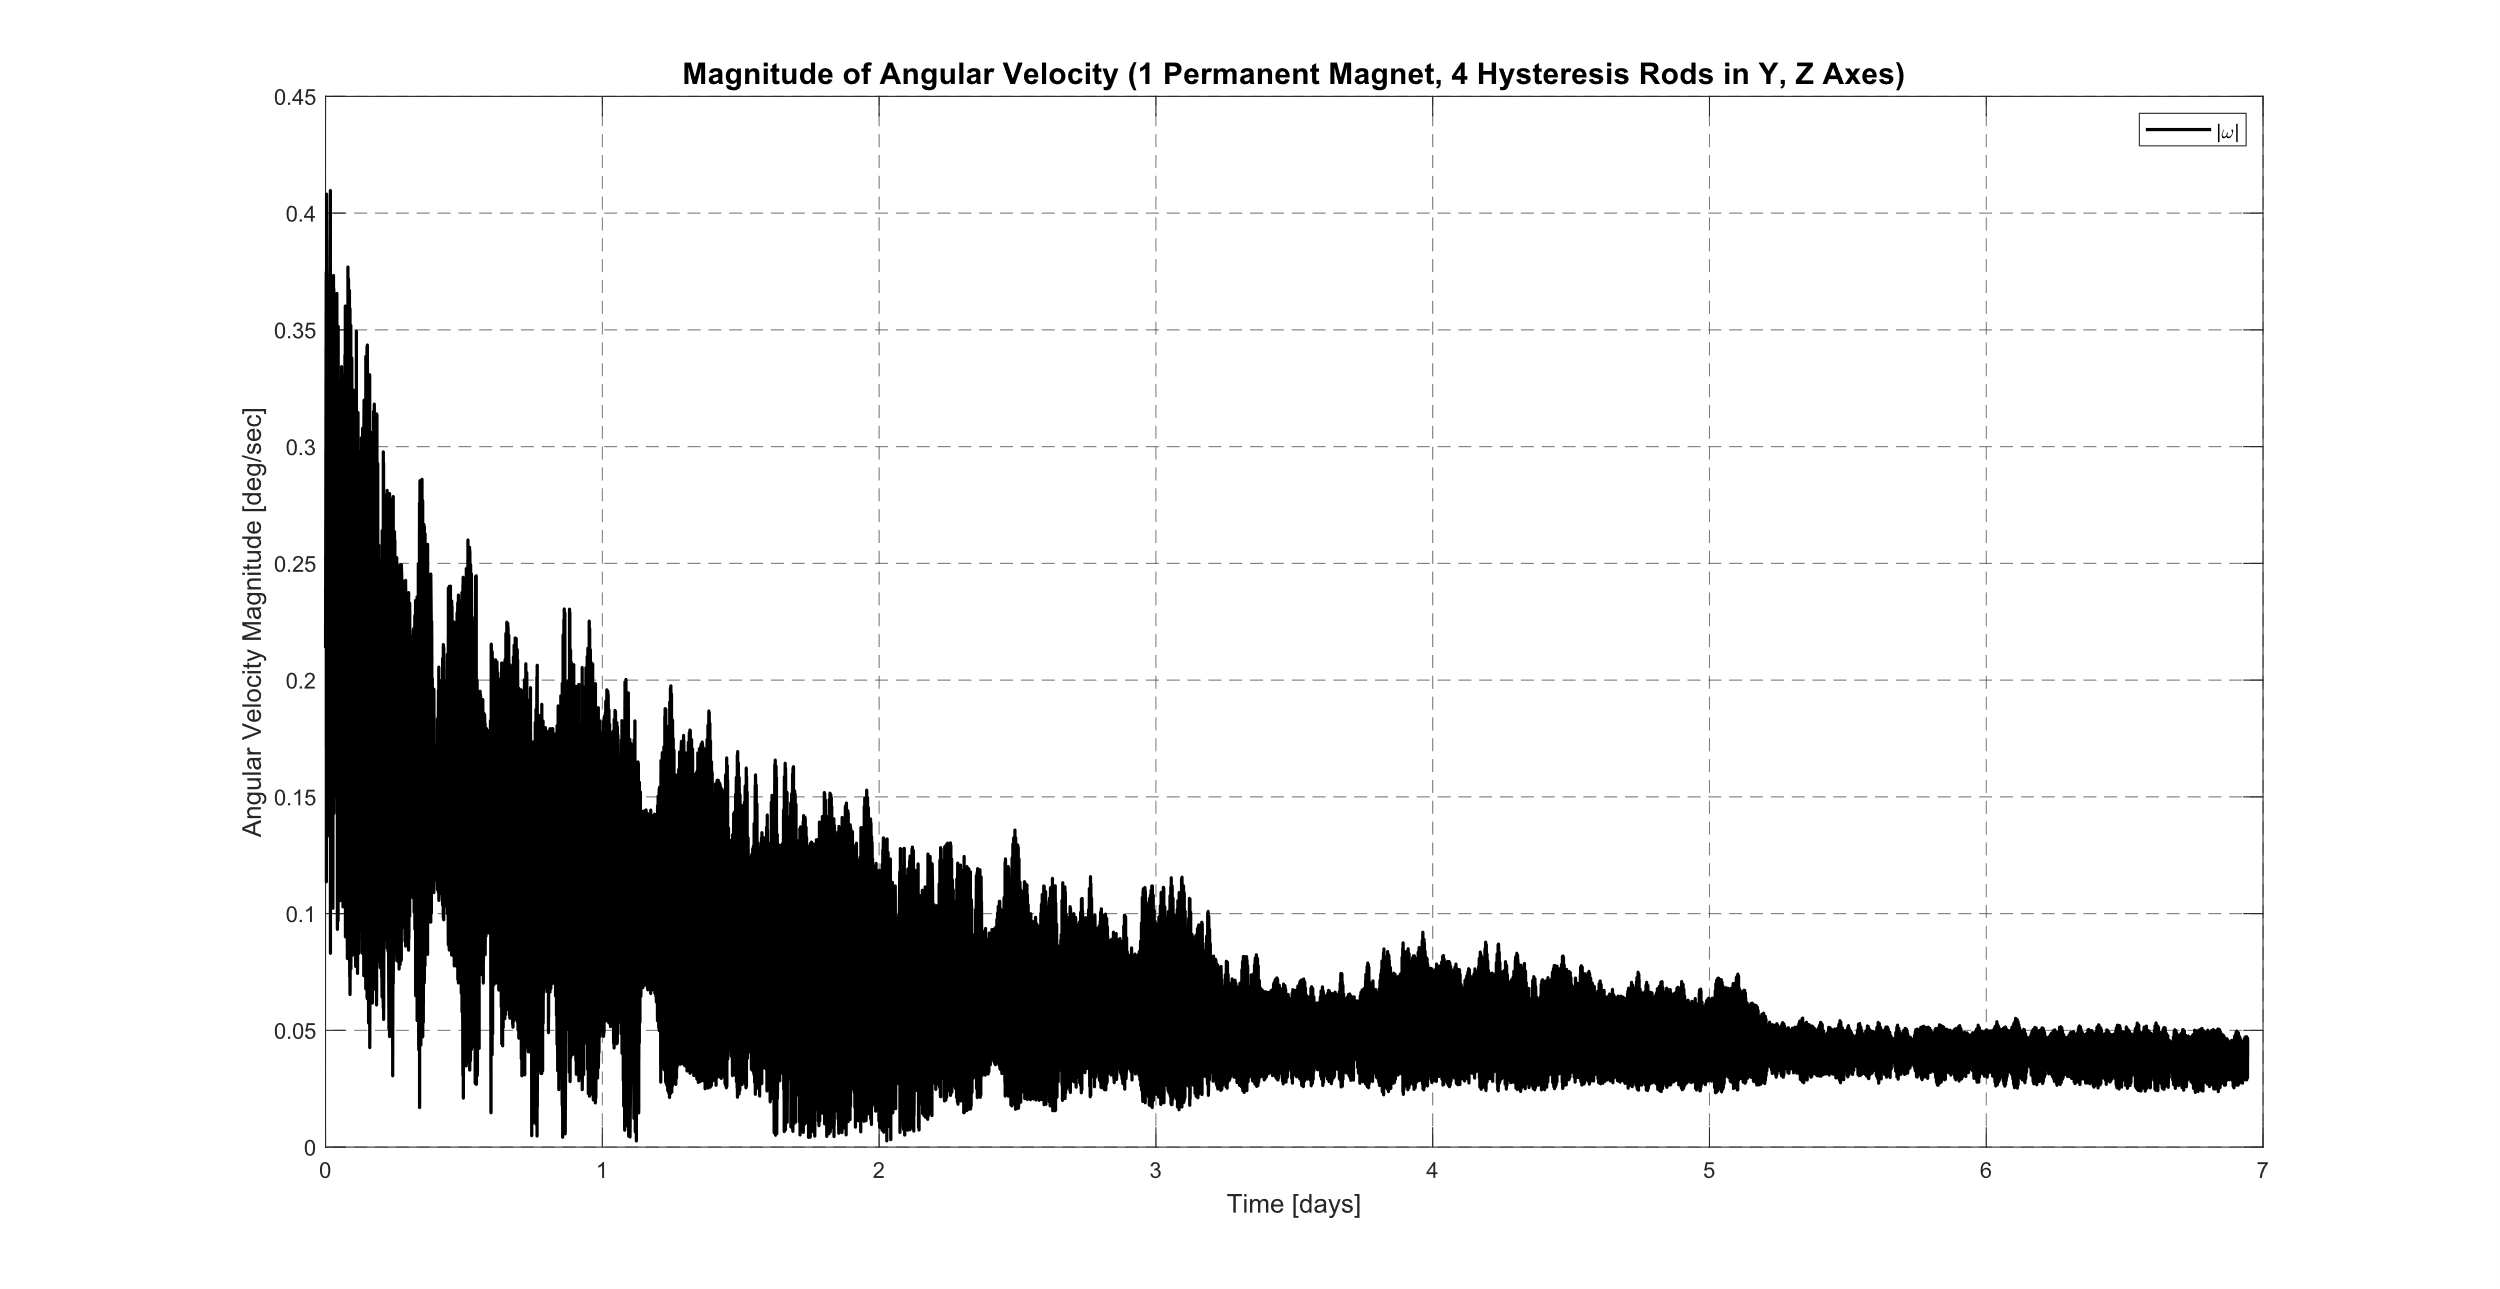 Magnitude of Angular Velocity (1 Permanent Magnet, 4 Hysteresis Rods in Y, Z Axes)
|ω|
0.45
0.4
0.35
0.3
0.25
0.2
0.15
0.1
0.05
0
Angular Velocity Magnitude [deg/sec]
0 1 2 3 4 5 6 7
Time [days]